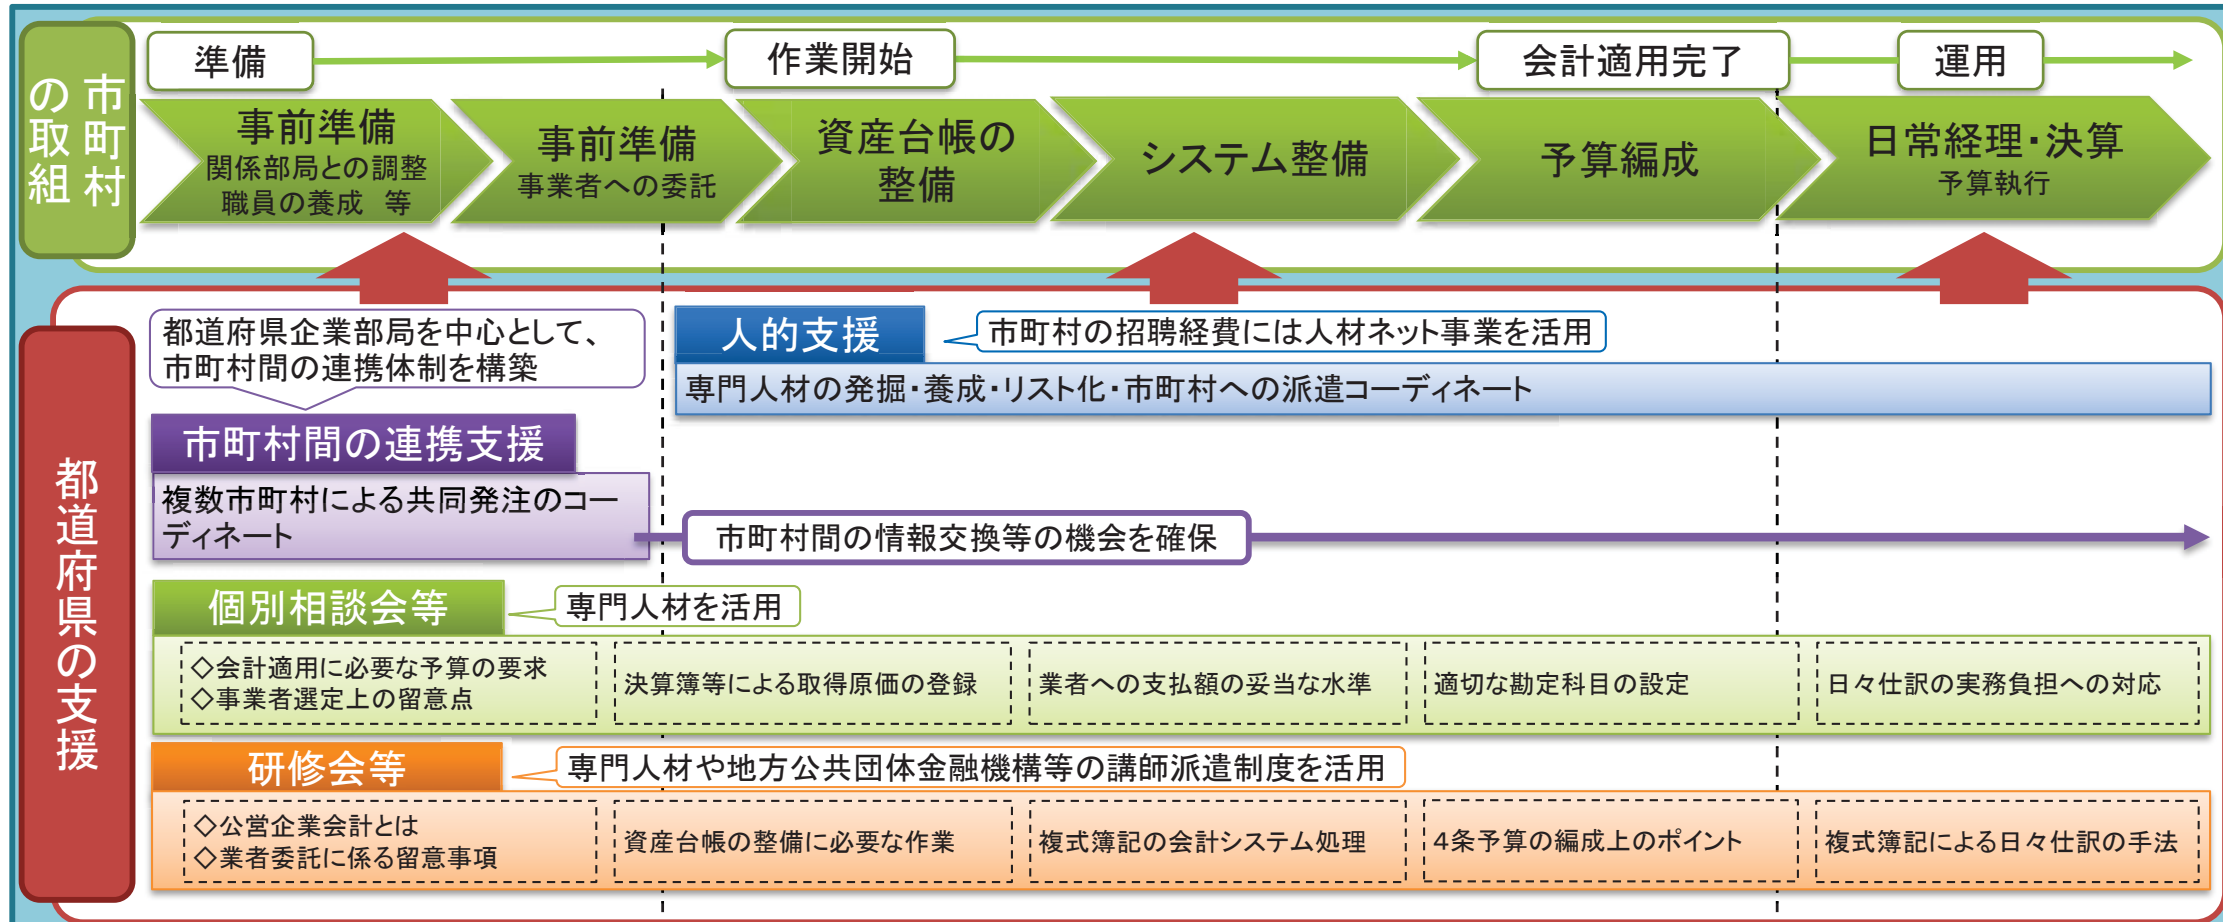 市町村
の取組
準備
作業開始
会計適用完了
運用
事前準備
関係部局との調整
職員の養成　等
事前準備
事業者への委託
資産台帳の
整備
システム整備
予算編成
日常経理・決算
予算執行
都道府県の支援
都道府県企業部局を中心として、
市町村間の連携体制を構築
人的支援
市町村の招聘経費には人材ネット事業を活用
専門人材の発掘・養成・リスト化・市町村への派遣コーディネート
市町村間の連携支援
複数市町村による共同発注のコー
ディネート
市町村間の情報交換等の機会を確保
個別相談会等
専門人材を活用
◇会計適用に必要な予算の要求
◇事業者選定上の留意点
決算簿等による取得原価の登録
業者への支払額の妥当な水準
適切な勘定科目の設定
日々仕訳の実務負担への対応
研修会等
専門人材や地方公共団体金融機構等の講師派遣制度を活用
◇公営企業会計とは
◇業者委託に係る留意事項
資産台帳の整備に必要な作業
複式簿記の会計システム処理
4条予算の編成上のポイント
複式簿記による日々仕訳の手法